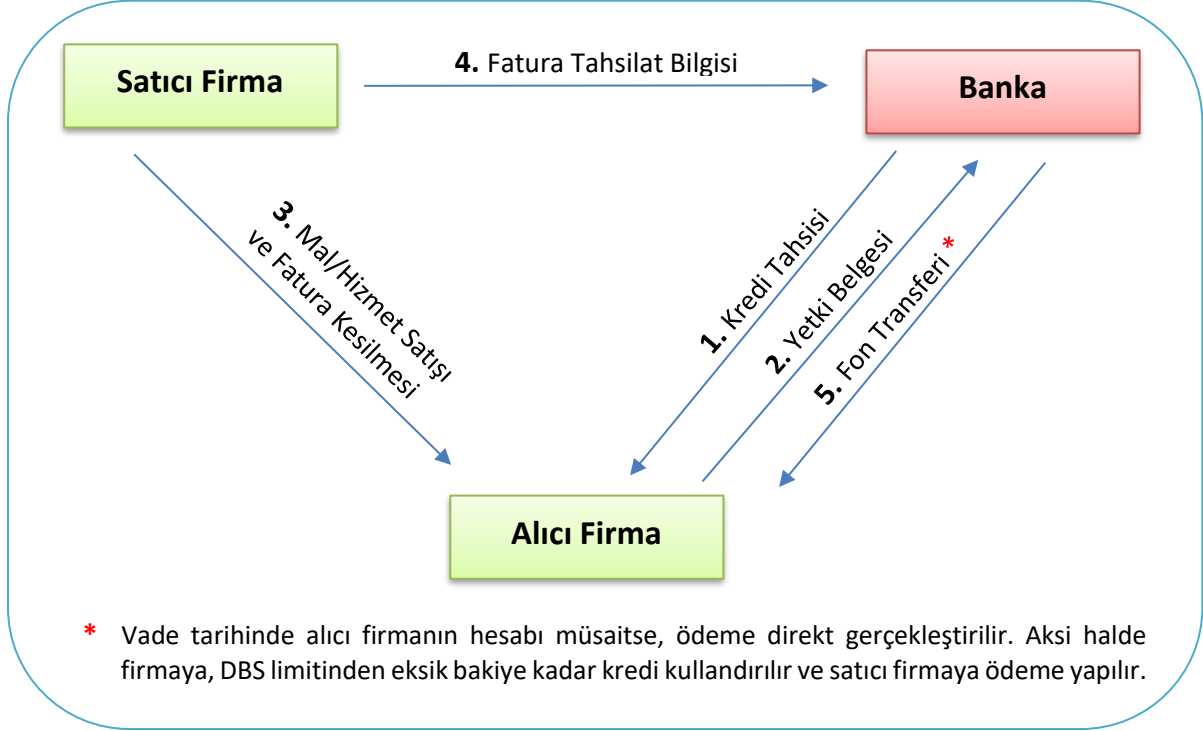 4. Fatura Tahsilat Bilgisi
Satıcı Firma
Banka
3. Mal/Hizmet Satışı
ve Fatura Kesilmesi
1. Kredi Tahsisi
2. Yetki Belgesi
5. Fon Transferi *
Alıcı Firma
* Vade tarihinde alıcı firmanın hesabı müsaitse, ödeme direkt gerçekleştirilir. Aksi halde
firmaya, DBS limitinden eksik bakiye kadar kredi kullandırılır ve satıcı firmaya ödeme yapılır.